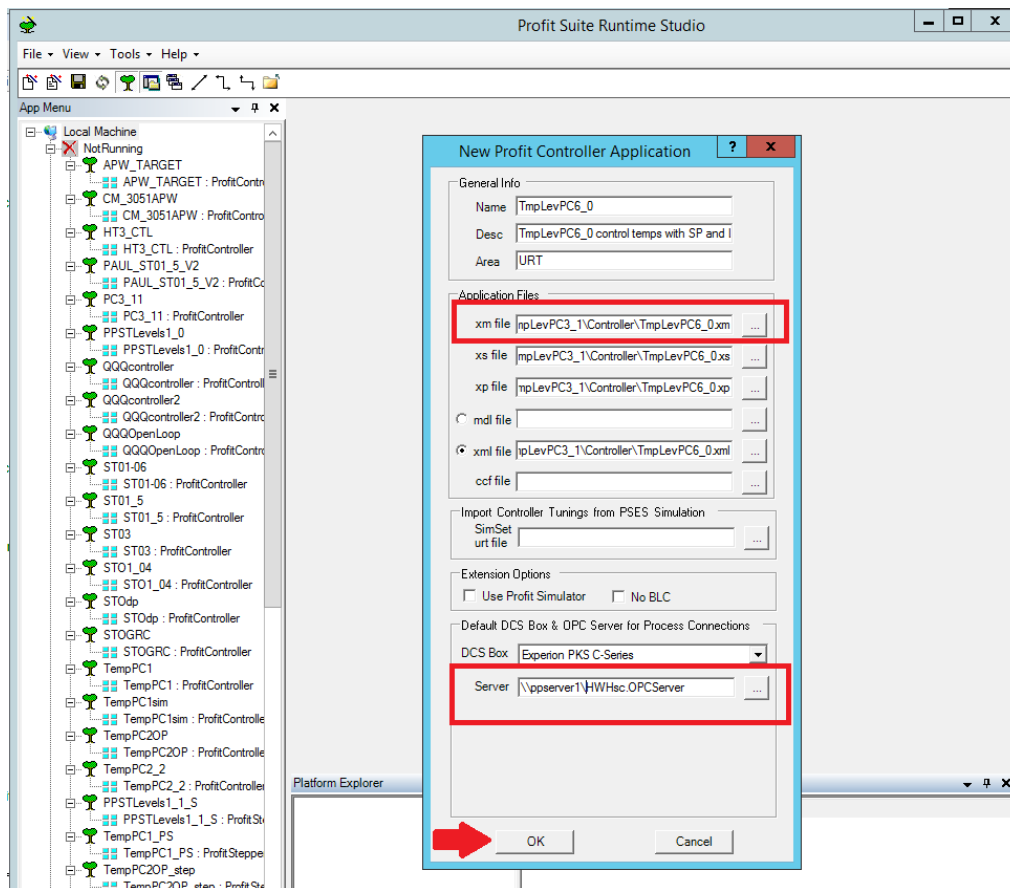 Profit Suite Runtime Studio
File View Tools Help
App Menu
Local Machine
NotRunning
APW_TARGET
APW_TARGET : ProfitContr
CM_3051APW
CM_3051APW : ProfitContro
HT3_CTL
HT3_CTL : ProfitController
PAUL_ST01_5_V2
PAUL_ST01_5_V2 : ProfitCo
PC3_11
PC3_11 : ProfitController
PPSTLevels1_0
PPSTLevels1_0 : ProfitContr
QQQcontroller
QQQcontroller : ProfitControll
QQQcontroller2
QQQcontroller2 : ProfitContro
QQQOpenLoop
QQQOpenLoop : ProfitContro
ST01-06
ST01-06 : ProfitController
ST01_5
ST01_5 : ProfitController
ST03
ST03 : ProfitController
STO1_04
STO1_04 : ProfitController
STOdp
STOdp : ProfitController
STOGRC
STOGRC : ProfitController
TempPC1
TempPC1 : ProfitController
TempPC1sim
TempPC1sim : ProfitControlle
TempPC2OP
TempPC2OP : ProfitControlle
TempPC2_2
TempPC2_2 : ProfitController
PPSTLevels1_1_S
PPSTLevels1_1_S : ProfitSt
TempPC1_PS
TempPC1_PS : ProfitSteppe
TempPC2OP_step
TempPC2OP_step : ProfitSte
New Profit Controller Application ? x
General Info
Name TmpLevPC6_0
Desc TmpLevPC6_0 control temps with SP and l
Area URT
Application Files
xm file npLevPC3_1\Controller\TmpLevPC6_0.xm ...
xs file mpLevPC3_1\Controller\TmpLevPC6_0.xs ...
xp file mpLevPC3_1\Controller\TmpLevPC6_0.xp ...
mdl file ...
xml file npLevPC3_1\Controller\TmpLevPC6_0.xml ...
ccf file ...
Import Controller Tunings from PSES Simulation
SimSet
urt file ...
Extension Options
Use Profit Simulator No BLC
Default DCS Box & OPC Server for Process Connections
DCS Box Experion PKS C-Series
Server \\ppserver1\HWHsc.OPCServer ...
OK Cancel
Platform Explorer